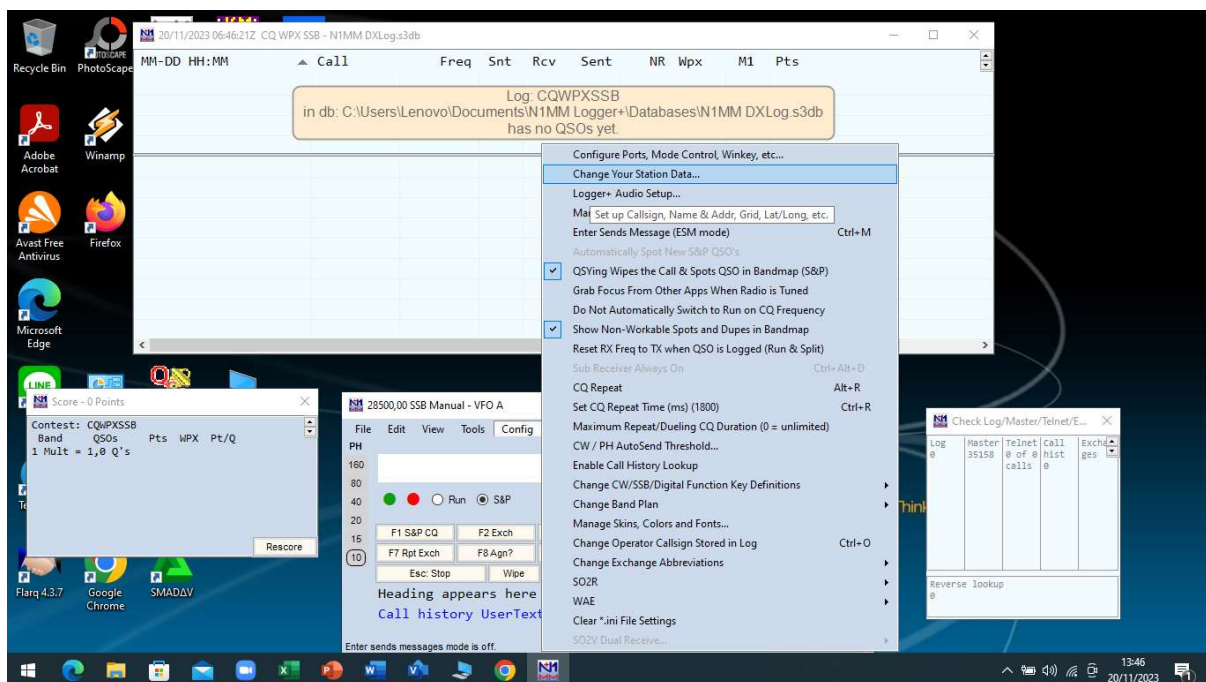 Recycle Bin
PhotoScape
Adobe
Acrobat
Winamp
Avast Free
Antivirus
Firefox
Microsoft
Edge
LINE
Flarq 4.3.7
Google
Chrome
SMADΔV
20/11/2023 06:46:21Z CQ WPX SSB - N1MM DXLog.s3db
MM-DD HH:MM Call Freq Snt Rcv Sent NR Wpx M1 Pts
Log: CQWPXSSB
in db: C:\Users\Lenovo\Documents\N1MM Logger+\Databases\N1MM DXLog.s3db
has no QSOs yet.
Score - 0 Points
Contest: CQWPXSSB
Band QSOs Pts WPX Pt/Q
1 Mult = 1,0 Q's
Rescore
28500,00 SSB Manual - VFO A
File Edit View Tools Config
PH
160
80
40
20
15
10
Run S&P
F1 S&P CQ F2 Exch
F7 Rpt Exch F8 Agn?
Esc: Stop Wipe
Heading appears here
Call history UserText
Enter sends messages mode is off.
Configure Ports, Mode Control, Winkey, etc...
Change Your Station Data...
Logger+ Audio Setup...
Set up Callsign, Name & Addr, Grid, Lat/Long, etc.
Enter Sends Message (ESM mode) Ctrl+M
Automatically Spot New S&P QSO's
QSYing Wipes the Call & Spots QSO in Bandmap (S&P)
Grab Focus From Other Apps When Radio is Tuned
Do Not Automatically Switch to Run on CQ Frequency
Show Non-Workable Spots and Dupes in Bandmap
Reset RX Freq to TX when QSO is Logged (Run & Split)
Sub Receiver Always On Ctrl+Alt+D
CQ Repeat Alt+R
Set CQ Repeat Time (ms) (1800) Ctrl+R
Maximum Repeat/Dueling CQ Duration (0 = unlimited)
CW / PH AutoSend Threshold...
Enable Call History Lookup
Change CW/SSB/Digital Function Key Definitions
Change Band Plan
Manage Skins, Colors and Fonts...
Change Operator Callsign Stored in Log Ctrl+O
Change Exchange Abbreviations
SO2R
WAE
Clear *.ini File Settings
SO2V Dual Receive...
Check Log/Master/Telnet/E...
Log Master Telnet Call Excha
0 35158 0 of 0 hist ges
calls 0
Reverse lookup
0
13:46
20/11/2023